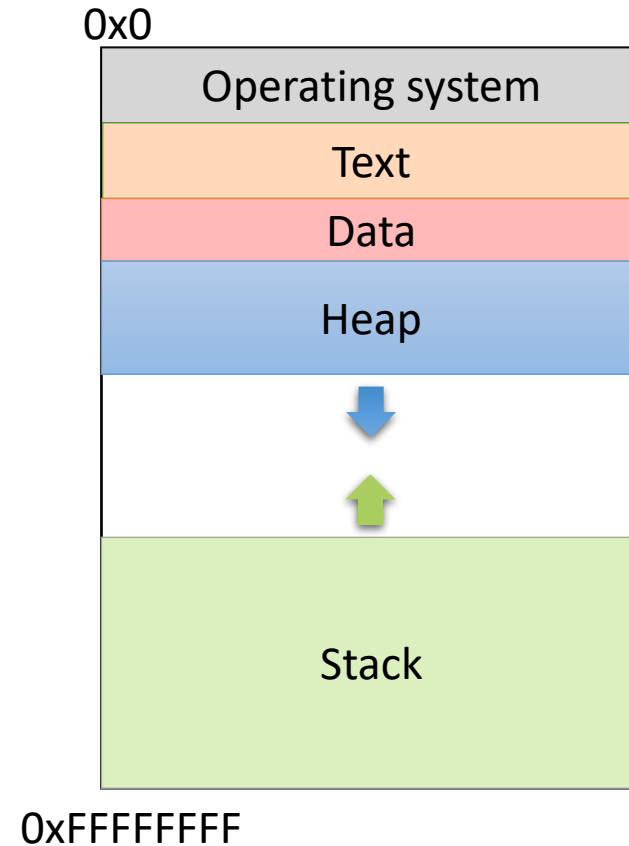 0x0
Operating system
Text
Data
Heap
Stack
0xFFFFFFFF